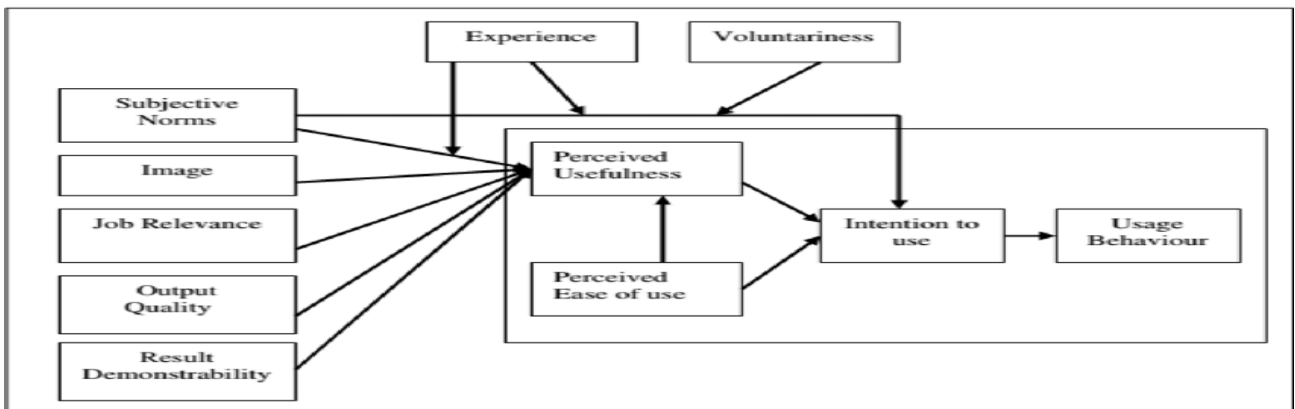 Experience
Voluntariness
Subjective
Norms
Image
Job Relevance
Output
Quality
Result
Demonstrability
Perceived
Usefulness
Perceived
Ease of use
Intention to
use
Usage
Behaviour